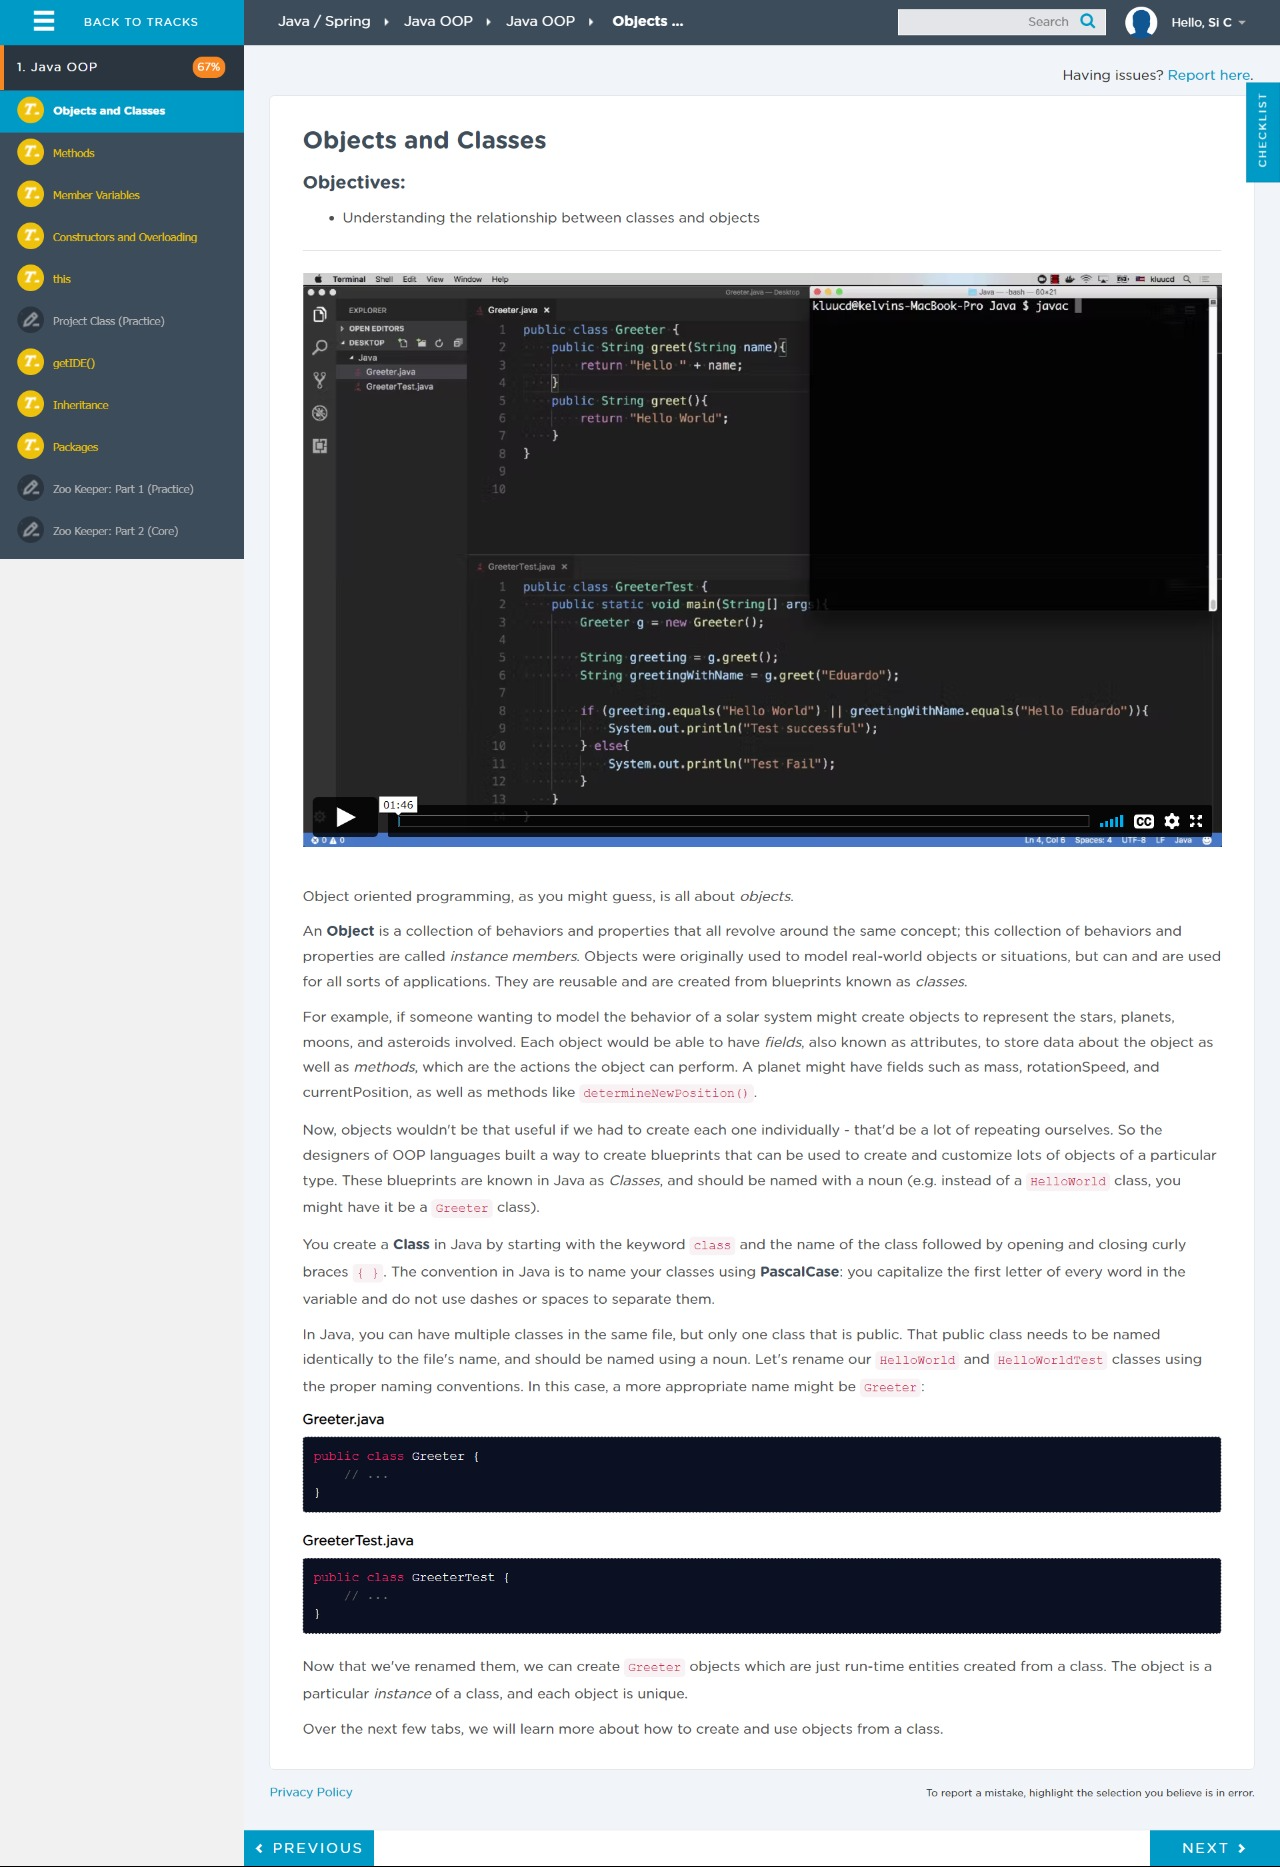 BACK TO TRACKS
Java / Spring
Java OOP
Java OOP
Objects ...
Search
Hello, Si C
1. Java OOP
67%
Objects and Classes
Methods
Member Variables
Constructors and Overloading
this
Project Class (Practice)
getIDE()
Inheritance
Packages
Zoo Keeper: Part 1 (Practice)
Zoo Keeper: Part 2 (Core)
Having issues? Report here.
CHECKLIST
Objects and Classes
Objectives:
• Understanding the relationship between classes and objects
Terminal Shell Edit View Window Help
kluucd
Greeter.java — Desktop
Java — -bash — 60×21
kluucd@kelvins-MacBook-Pro Java $ javac
EXPLORER
OPEN EDITORS
DESKTOP
Java
Greeter.java
GreeterTest.java
Greeter.java ×
1 public class Greeter {
2 public String greet(String name){
3 return "Hello " + name;
4 }
5 public String greet(){
6 return "Hello World";
7 }
8 }
9
10
GreeterTest.java ×
1 public class GreeterTest {
2 public static void main(String[] args){
3 Greeter g = new Greeter();
4
5 String greeting = g.greet();
6 String greetingWithName = g.greet("Eduardo");
7
8 if (greeting.equals("Hello World") || greetingWithName.equals("Hello Eduardo")){
9 System.out.println("Test successful");
10 } else{
11 System.out.println("Test Fail");
12 }
13 }
14 }
01:46
CC
0 0
Ln 4, Col 6 Spaces: 4 UTF-8 LF Java
Object oriented programming, as you might guess, is all about objects.
An Object is a collection of behaviors and properties that all revolve around the same concept; this collection of behaviors and
properties are called instance members. Objects were originally used to model real-world objects or situations, but can and are used
for all sorts of applications. They are reusable and are created from blueprints known as classes.
For example, if someone wanting to model the behavior of a solar system might create objects to represent the stars, planets,
moons, and asteroids involved. Each object would be able to have fields, also known as attributes, to store data about the object as
well as methods, which are the actions the object can perform. A planet might have fields such as mass, rotationSpeed, and
currentPosition, as well as methods like determineNewPosition().
Now, objects wouldn't be that useful if we had to create each one individually - that'd be a lot of repeating ourselves. So the
designers of OOP languages built a way to create blueprints that can be used to create and customize lots of objects of a particular
type. These blueprints are known in Java as Classes, and should be named with a noun (e.g. instead of a HelloWorld class, you
might have it be a Greeter class).
You create a Class in Java by starting with the keyword class and the name of the class followed by opening and closing curly
braces { }. The convention in Java is to name your classes using PascalCase: you capitalize the first letter of every word in the
variable and do not use dashes or spaces to separate them.
In Java, you can have multiple classes in the same file, but only one class that is public. That public class needs to be named
identically to the file's name, and should be named using a noun. Let's rename our HelloWorld and HelloWorldTest classes using
the proper naming conventions. In this case, a more appropriate name might be Greeter:
Greeter.java
public class Greeter {
// ...
}
GreeterTest.java
public class GreeterTest {
// ...
}
Now that we've renamed them, we can create Greeter objects which are just run-time entities created from a class. The object is a
particular instance of a class, and each object is unique.
Over the next few tabs, we will learn more about how to create and use objects from a class.
Privacy Policy
To report a mistake, highlight the selection you believe is in error.
PREVIOUS
NEXT